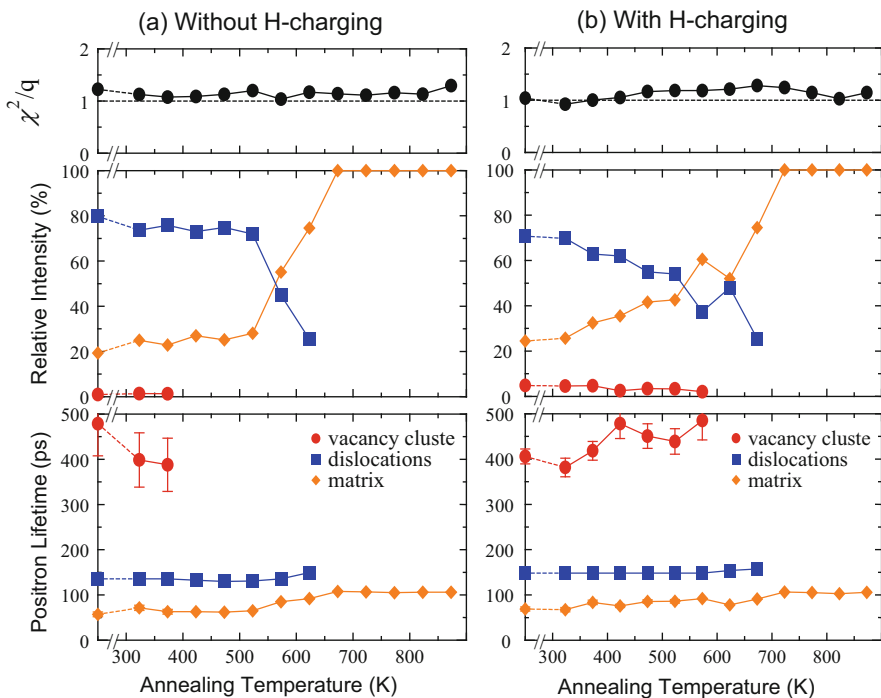 (a) Without H-charging
(b) With H-charging
χ²/q
2
1
0
2
1
0
Relative Intensity (%)
100
80
60
40
20
0
100
80
60
40
20
0
Positron Lifetime (ps)
500
400
300
200
100
0
vacancy cluste
dislocations
matrix
500
400
300
200
100
0
vacancy cluste
dislocations
matrix
300 400 500 600 700 800
300 400 500 600 700 800
Annealing Temperature (K)
Annealing Temperature (K)